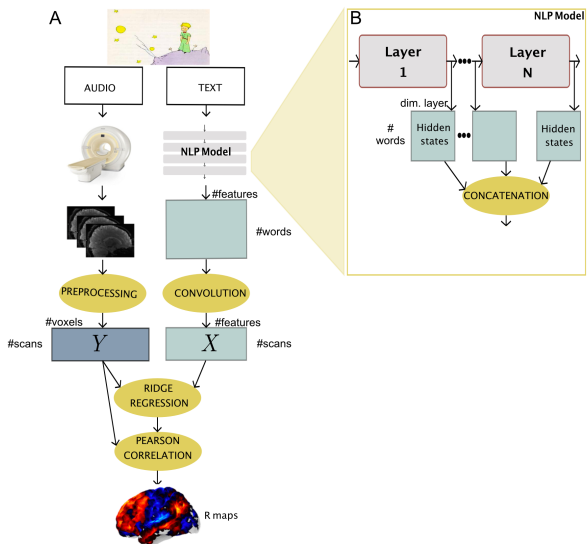 A
AUDIO
TEXT
NLP Model
#features
#words
PREPROCESSING
CONVOLUTION
#voxels
#features
#scans
Y
X
#scans
RIDGE
REGRESSION
PEARSON
CORRELATION
R maps
B
NLP Model
Layer
1
Layer
N
dim. layer
#
words
Hidden
states
Hidden
states
CONCATENATION